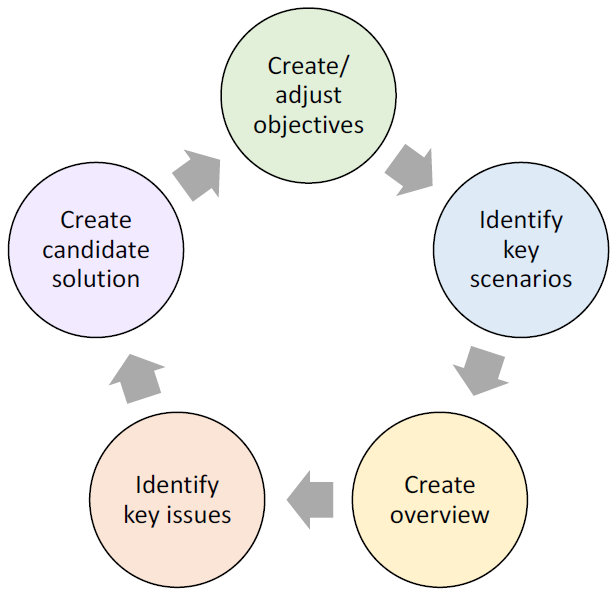 Create/
adjust
objectives
Identify
key
scenarios
Create
overview
Identify
key issues
Create
candidate
solution